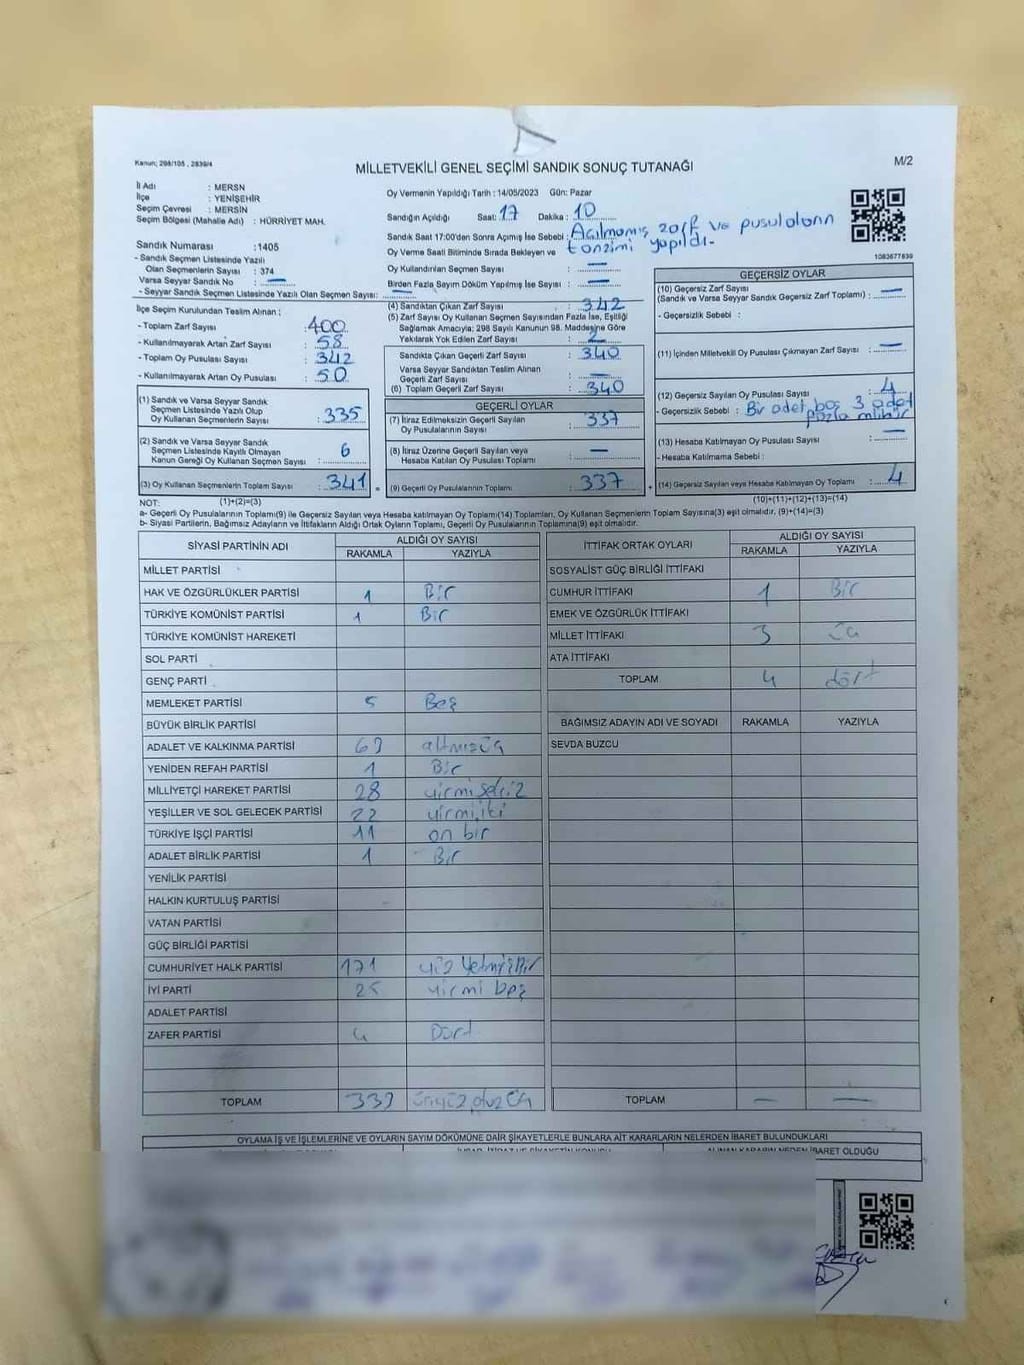 Kanun; 298/105 , 2839/4
MİLLETVEKİLİ GENEL SEÇİMİ SANDIK SONUÇ TUTANAĞI
M/2
İl Adı : MERSN
İlçe : YENİŞEHİR
Seçim Çevresi : MERSİN
Seçim Bölgesi (Mahalle Adı) : HÜRRİYET MAH.
Sandık Numarası :1405
- Sandık Seçmen Listesinde Yazılı
Olan Seçmenlerin Sayısı : 374
Varsa Seyyar Sandık No : —
- Seyyar Sandık Seçmen Listesinde Yazılı Olan Seçmen Sayısı: —
Oy Vermenin Yapıldığı Tarih : 14/05/2023 Gün: Pazar
Sandığın Açıldığı Saat: 17 Dakika : 10
Sandık Saat 17:00'den Sonra Açımış İse Sebebi : Açılmamış zarf ve pusulaların
tanzimi yapıldı-
Oy Verme Saati Bitiminde Sırada Bekleyen ve
Oy Kullandırılan Seçmen Sayısı : —
Birden Fazla Sayım Döküm Yapılmış İse Sayısı : —
1083677839
İlçe Seçim Kurulundan Teslim Alınan ;
- Toplam Zarf Sayısı : 400
- Kullanılmayarak Artan Zarf Sayısı : 58
- Toplam Oy Pusulası Sayısı : 342
- Kullanılmayarak Artan Oy Pusulası : 50
(1) Sandık ve Varsa Seyyar Sandık
Seçmen Listesinde Yazılı Olup
Oy Kullanan Seçmenlerin Sayısı : 335
(2) Sandık ve Varsa Seyyar Sandık
Seçmen Listesinde Kayıtlı Olmayan
Kanun Gereği Oy Kullanan Seçmen Sayısı : 6
(3) Oy Kullanan Seçmenlerin Toplam Sayısı : 341
(1)+(2)=(3)
(4) Sandıktan Çıkan Zarf Sayısı : 342
(5) Zarf Sayısı Oy Kullanan Seçmen Sayısından Fazla İse, Eşitliği
Sağlamak Amacıyla; 298 Sayılı Kanunun 98. Maddesine Göre
Yakılarak Yok Edilen Zarf Sayısı : 2
Sandıkta Çıkan Geçerli Zarf Sayısı : 340
Varsa Seyyar Sandıktan Teslim Alınan
Geçerli Zarf Sayısı : —
(6) Toplam Geçerli Zarf Sayısı : 340
GEÇERLİ OYLAR
(7) İtiraz Edilmeksizin Geçerli Sayılan
Oy Pusulalarının Sayısı : 337
(8) İtiraz Üzerine Geçerli Sayılan veya
Hesaba Katılan Oy Pusulası Toplamı : —
= (9) Geçerli Oy Pusulalarının Toplamı : 337
GEÇERSİZ OYLAR
(10) Geçersiz Zarf Sayısı
(Sandık ve Varsa Seyyar Sandık Geçersiz Zarf Toplamı) : —
- Geçersizlik Sebebi :
(11) İçinden Milletvekili Oy Pusulası Çıkmayan Zarf Sayısı : —
(12) Geçersiz Sayılan Oy Pusulası Sayısı : 4
- Geçersizlik Sebebi : Bir adet boş 3 adet
fazla mühür
(13) Hesaba Katılmayan Oy Pusulası Sayısı : —
- Hesaba Katılmama Sebebi :
+ (14) Geçersiz Sayılan veya Hesaba Katılmayan Oy Toplamı : 4
(10)+(11)+(12)+(13)=(14)
NOT:
a- Geçerli Oy Pusulalarının Toplamı(9) ile Geçersiz Sayılan veya Hesaba katılmayan Oy Toplamı(14) Toplamları, Oy Kullanan Seçmenlerin Toplam Sayısına(3) eşit olmalıdır, (9)+(14)=(3)
b- Siyasi Partilerin, Bağımsız Adayların ve İttifakların Aldığı Ortak Oyların Toplamı, Geçerli Oy Pusulalarının Toplamına(9) eşit olmalıdır.
SİYASİ PARTİNİN ADI ALDIĞI OY SAYISI
RAKAMLA YAZIYLA
MİLLET PARTİSİ
HAK VE ÖZGÜRLÜKLER PARTİSİ 1 Bir
TÜRKİYE KOMÜNİST PARTİSİ 1 Bir
TÜRKİYE KOMÜNİST HAREKETİ
SOL PARTİ
GENÇ PARTİ
MEMLEKET PARTİSİ 5 Beş
BÜYÜK BİRLİK PARTİSİ
ADALET VE KALKINMA PARTİSİ 63 altmışüç
YENİDEN REFAH PARTİSİ 1 Bir
MİLLİYETÇİ HAREKET PARTİSİ 28 yirmi sekiz
YEŞİLLER VE SOL GELECEK PARTİSİ 22 yirmi iki
TÜRKİYE İŞÇİ PARTİSİ 11 on bir
ADALET BİRLİK PARTİSİ 1 Bir
YENİLİK PARTİSİ
HALKIN KURTULUŞ PARTİSİ
VATAN PARTİSİ
GÜÇ BİRLİĞİ PARTİSİ
CUMHURİYET HALK PARTİSİ 171 yüz Yetmiş Bir
İYİ PARTİ 25 yirmi beş
ADALET PARTİSİ
ZAFER PARTİSİ 4 Dört
TOPLAM 333 üçyüz otuz üç
İTTİFAK ORTAK OYLARI ALDIĞI OY SAYISI
RAKAMLA YAZIYLA
SOSYALİST GÜÇ BİRLİĞİ İTTİFAKI
CUMHUR İTTİFAKI 1 Bir
EMEK VE ÖZGÜRLÜK İTTİFAKI
MİLLET İTTİFAKI 3 üç
ATA İTTİFAKI
TOPLAM 4 dört
BAĞIMSIZ ADAYIN ADI VE SOYADI RAKAMLA YAZIYLA
SEVDA BUZCU
TOPLAM — —
OYLAMA İŞ VE İŞLEMLERİNE VE OYLARIN SAYIM DÖKÜMÜNE DAİR ŞİKAYETLERLE BUNLARA AİT KARARLARIN NELERDEN İBARET BULUNDUKLARI